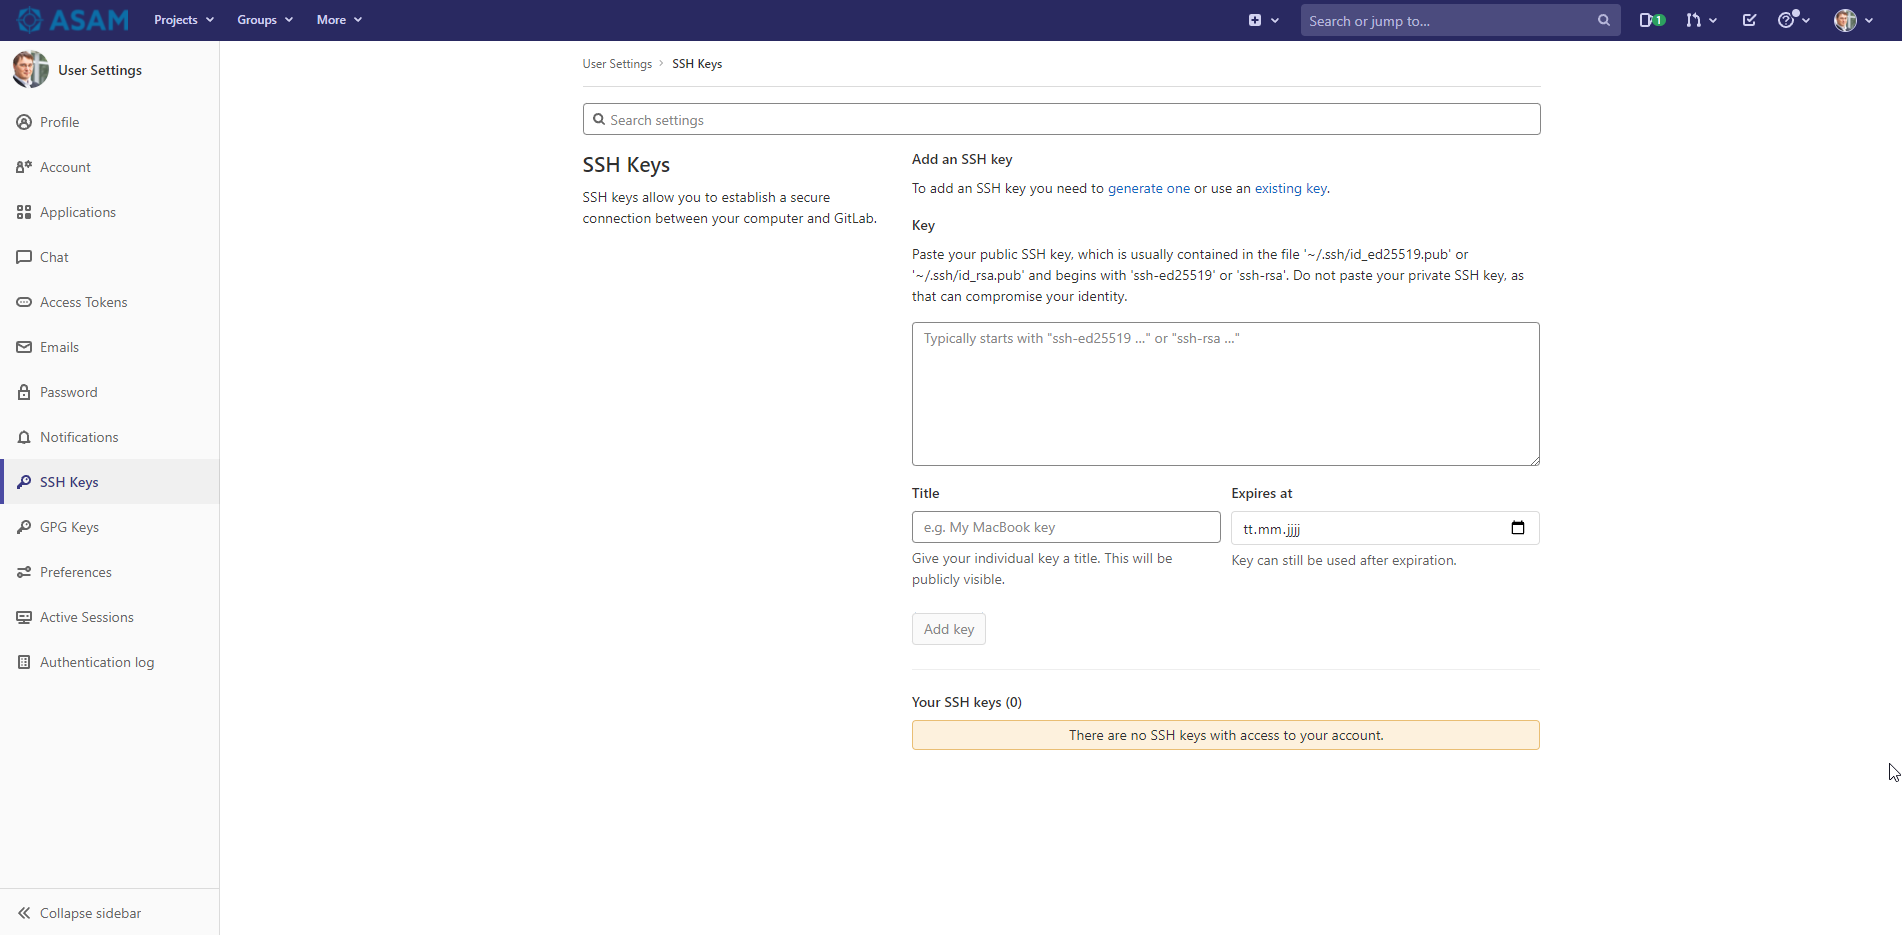 ASAM
Projects
Groups
More
Search or jump to...
1
User Settings
Profile
Account
Applications
Chat
Access Tokens
Emails
Password
Notifications
SSH Keys
GPG Keys
Preferences
Active Sessions
Authentication log
Collapse sidebar
User Settings › SSH Keys
Search settings
SSH Keys
SSH keys allow you to establish a secure
connection between your computer and GitLab.
Add an SSH key
To add an SSH key you need to generate one or use an existing key.
Key
Paste your public SSH key, which is usually contained in the file '~/.ssh/id_ed25519.pub' or
'~/.ssh/id_rsa.pub' and begins with 'ssh-ed25519' or 'ssh-rsa'. Do not paste your private SSH key, as
that can compromise your identity.
Typically starts with "ssh-ed25519 ..." or "ssh-rsa ..."
Title
e.g. My MacBook key
Give your individual key a title. This will be
publicly visible.
Expires at
tt.mm.jjjj
Key can still be used after expiration.
Add key
Your SSH keys (0)
There are no SSH keys with access to your account.